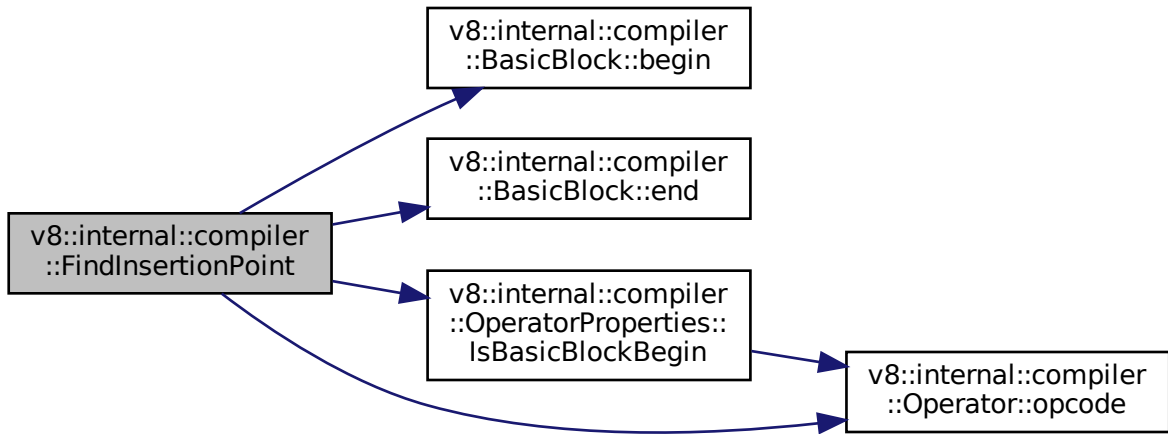 v8::internal::compiler
::BasicBlock::begin
v8::internal::compiler
::BasicBlock::end
v8::internal::compiler
::FindInsertionPoint
v8::internal::compiler
::OperatorProperties::
IsBasicBlockBegin
v8::internal::compiler
::Operator::opcode